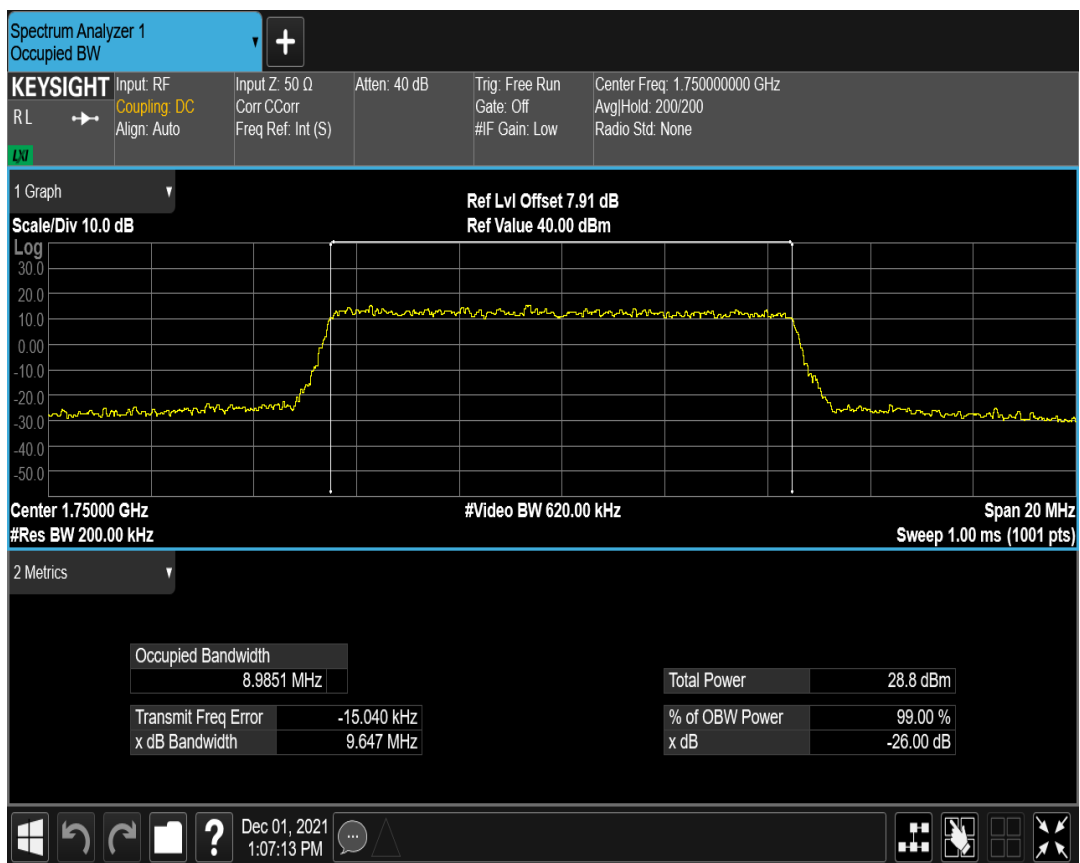 Spectrum Analyzer 1
Occupied BW
+
KEYSIGHT
RL
LXI
Input: RF
Coupling: DC
Align: Auto
Input Z: 50 Ω
Corr CCorr
Freq Ref: Int (S)
Atten: 40 dB
Trig: Free Run
Gate: Off
#IF Gain: Low
Center Freq: 1.750000000 GHz
Avg|Hold: 200/200
Radio Std: None
1 Graph
Ref Lvl Offset 7.91 dB
Scale/Div 10.0 dB
Ref Value 40.00 dBm
Log
30.0
20.0
10.0
0.00
-10.0
-20.0
-30.0
-40.0
-50.0
Center 1.75000 GHz
#Video BW 620.00 kHz
Span 20 MHz
#Res BW 200.00 kHz
Sweep 1.00 ms (1001 pts)
2 Metrics
Occupied Bandwidth
8.9851 MHz
Total Power 28.8 dBm
Transmit Freq Error -15.040 kHz
% of OBW Power 99.00 %
x dB Bandwidth 9.647 MHz
x dB -26.00 dB
?
Dec 01, 2021
1:07:13 PM
...